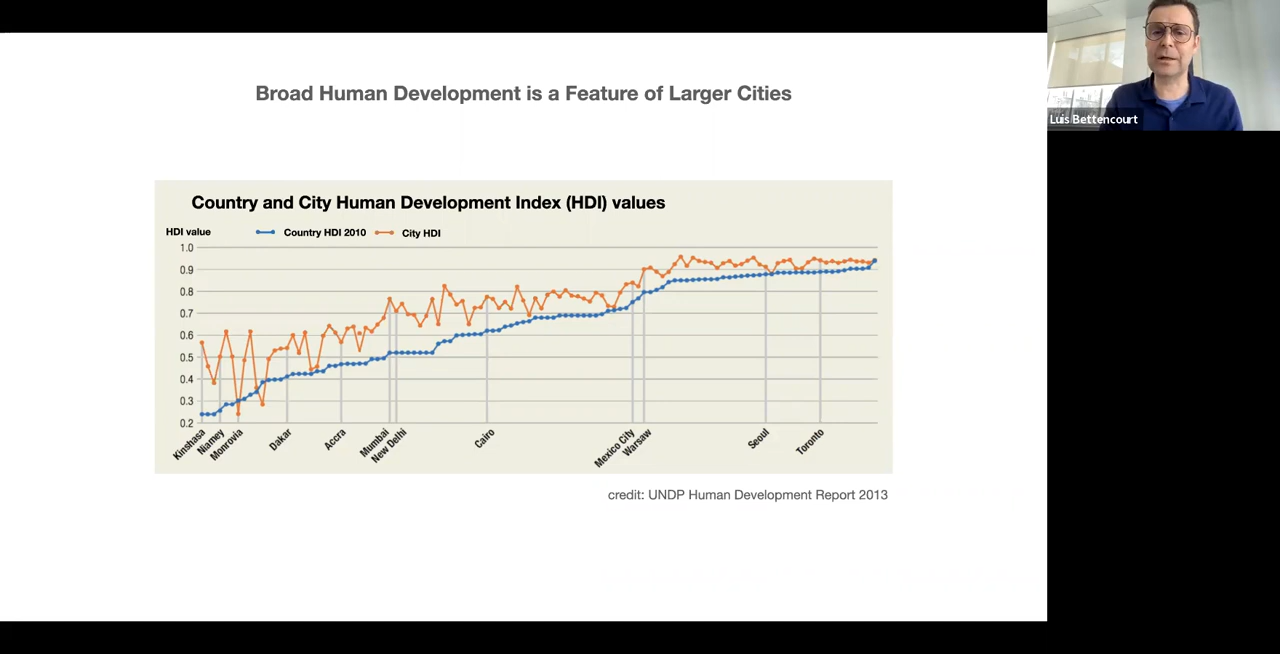 Broad Human Development is a Feature of Larger Cities
Luis Bettencourt
Country and City Human Development Index (HDI) values
HDI value
Country HDI 2010
City HDI
1.0
0.9
0.8
0.7
0.6
0.5
0.4
0.3
0.2
Kinshasa
Niamey
Monrovia
Dakar
Accra
Mumbai
New Delhi
Cairo
Mexico City
Warsaw
Seoul
Toronto
credit: UNDP Human Development Report 2013